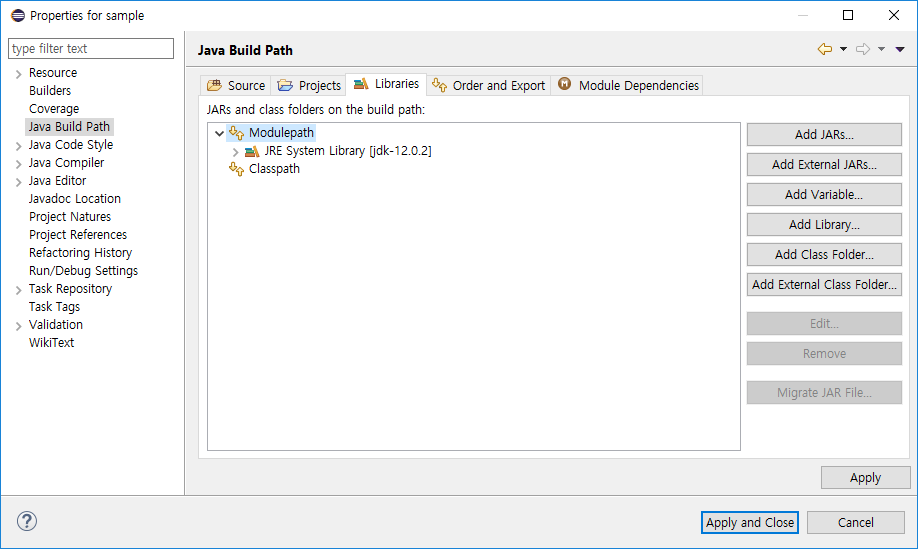 Properties for sample
type filter text
Resource
Builders
Coverage
Java Build Path
Java Code Style
Java Compiler
Java Editor
Javadoc Location
Project Natures
Project References
Refactoring History
Run/Debug Settings
Task Repository
Task Tags
Validation
WikiText
Java Build Path
Source Projects Libraries Order and Export M Module Dependencies
JARs and class folders on the build path:
Modulepath
JRE System Library [jdk-12.0.2]
Classpath
Add JARs...
Add External JARs...
Add Variable...
Add Library...
Add Class Folder...
Add External Class Folder...
Edit...
Remove
Migrate JAR File...
Apply
? Apply and Close Cancel